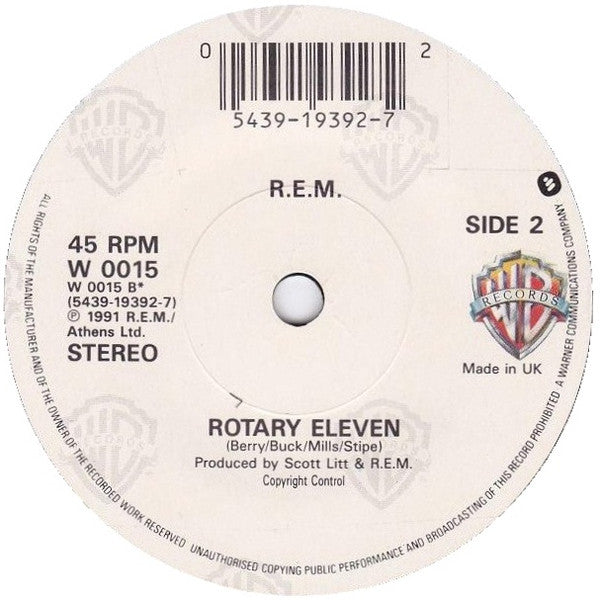 0 2
5439-19392-7
R.E.M.
45 RPM
W 0015
W 0015 B*
(5439-19392-7)
℗ 1991 R.E.M./
Athens Ltd.
STEREO
SIDE 2
WB
RECORDS
Made in UK
ROTARY ELEVEN
(Berry/Buck/Mills/Stipe)
Produced by Scott Litt & R.E.M.
Copyright Control
ALL RIGHTS OF THE MANUFACTURER AND OF THE OWNER OF THE RECORDED WORK RESERVED UNAUTHORISED COPYING PUBLIC PERFORMANCE AND BROADCASTING OF THIS RECORD PROHIBITED A WARNER COMMUNICATIONS COMPANY